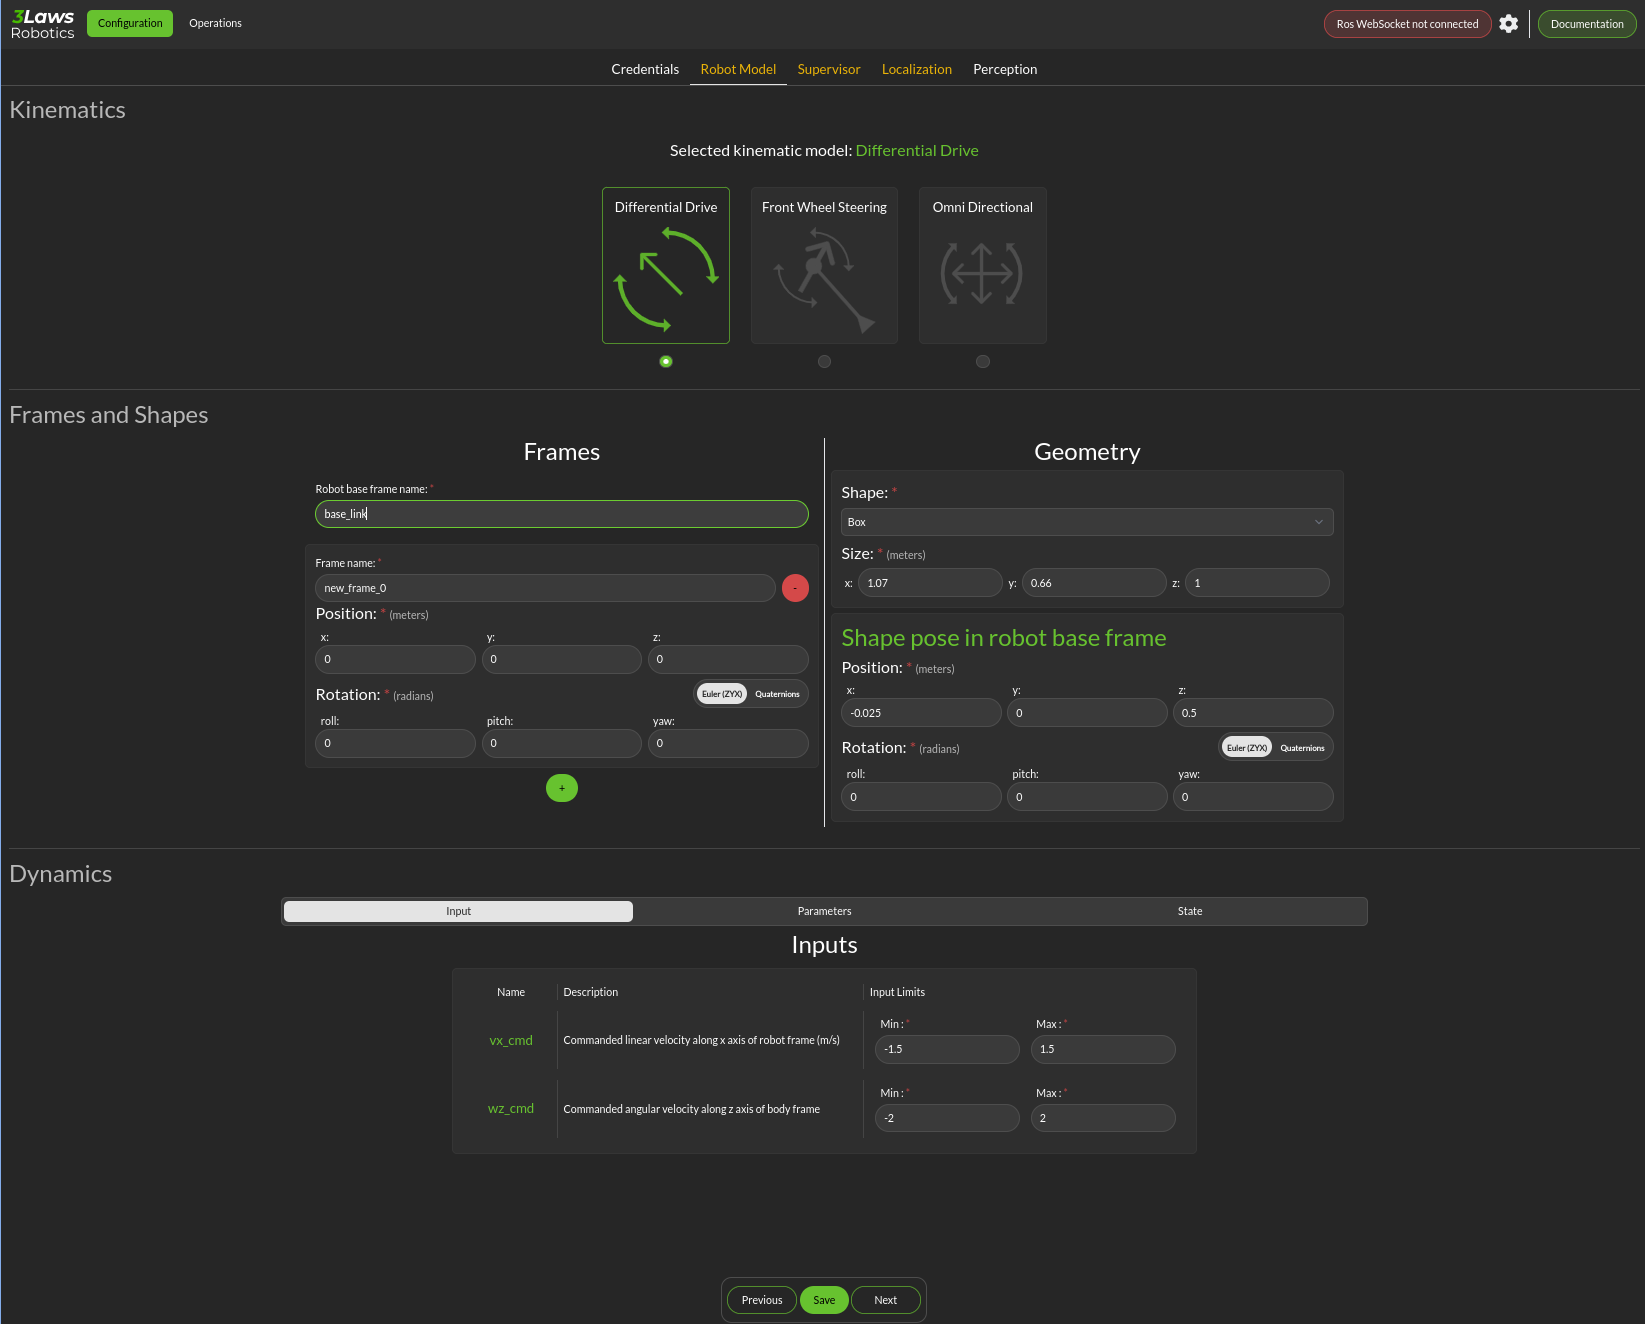 3Laws
Robotics
Configuration
Operations
Ros WebSocket not connected
Documentation
Credentials
Robot Model
Supervisor
Localization
Perception
Kinematics
Selected kinematic model: Differential Drive
Differential Drive
Front Wheel Steering
Omni Directional
Frames and Shapes
Frames
Robot base frame name: *
base_link
Frame name: *
new_frame_0
-
Position: * (meters)
x:
y:
z:
0
0
0
Rotation: * (radians)
Euler (ZYX)
Quaternions
roll:
pitch:
yaw:
0
0
0
+
Geometry
Shape: *
Box
Size: * (meters)
x: 1.07
y: 0.66
z: 1
Shape pose in robot base frame
Position: * (meters)
x:
y:
z:
-0.025
0
0.5
Rotation: * (radians)
Euler (ZYX)
Quaternions
roll:
pitch:
yaw:
0
0
0
Dynamics
Input
Parameters
State
Inputs
Name
Description
Input Limits
vx_cmd
Commanded linear velocity along x axis of robot frame (m/s)
Min : *
Max : *
-1.5
1.5
wz_cmd
Commanded angular velocity along z axis of body frame
Min : *
Max : *
-2
2
Previous
Save
Next